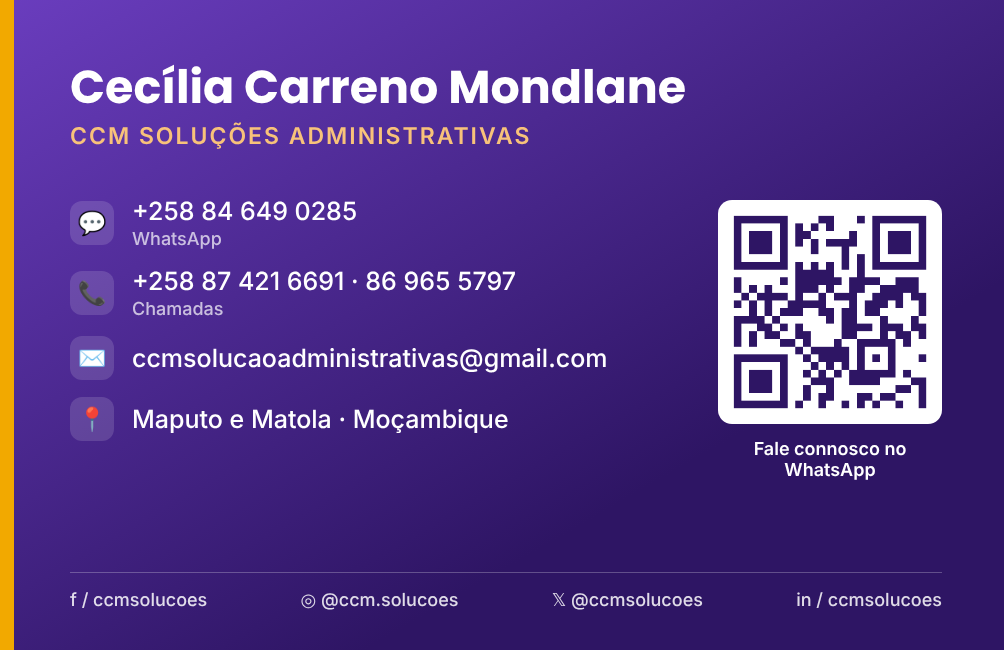 Cecília Carreno Mondlane
CCM SOLUÇÕES ADMINISTRATIVAS
+258 84 649 0285
WhatsApp
+258 87 421 6691 · 86 965 5797
Chamadas
ccmsolucaoadministrativas@gmail.com
Maputo e Matola · Moçambique
Fale connosco no
WhatsApp
f / ccmsolucoes
◎ @ccm.solucoes
𝕏 @ccmsolucoes
in / ccmsolucoes